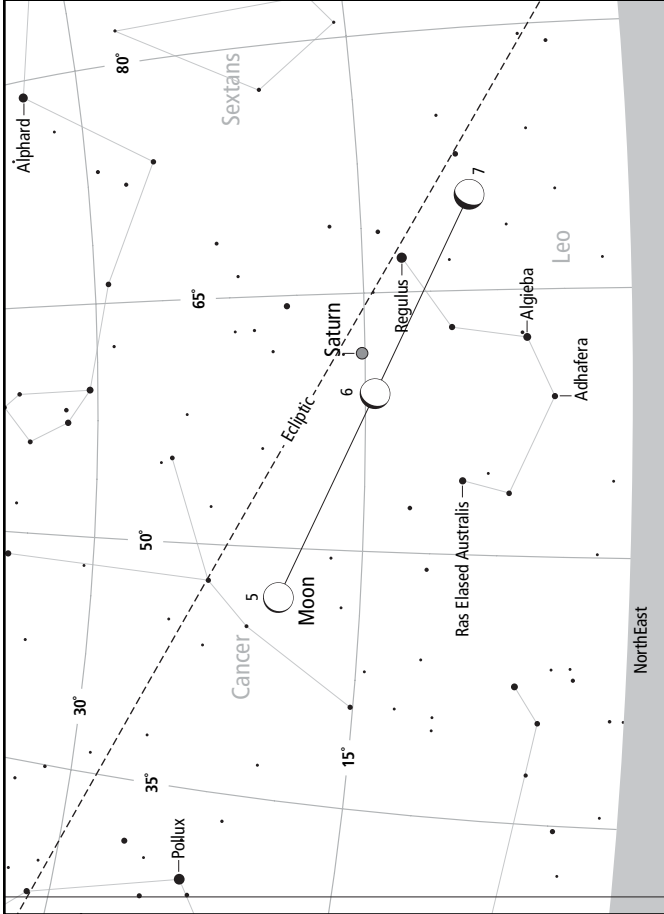 80°
Sextans
Alphard
65°
Saturn
Regulus
7
Leo
Algieba
Adhafera
6
Ecliptic
50°
5
Moon
Ras Elased Australis
Cancer
30°
15°
35°
Pollux
NorthEast